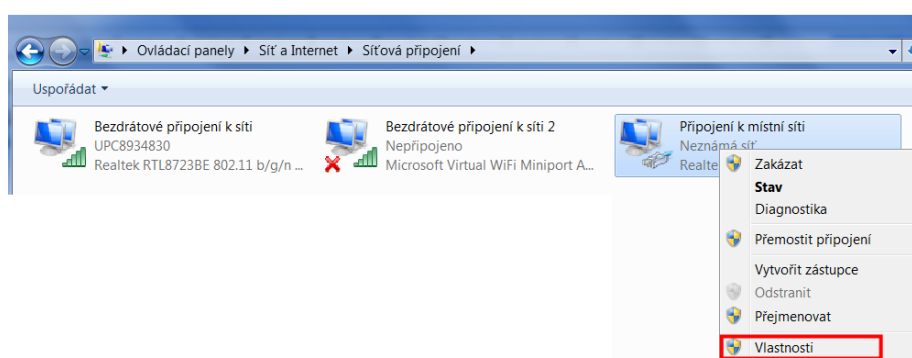 Ovládací panely ▸ Síť a Internet ▸ Síťová připojení ▸
Uspořádat
Bezdrátové připojení k síti
UPC8934830
Realtek RTL8723BE 802.11 b/g/n ...
Bezdrátové připojení k síti 2
Nepřipojeno
Microsoft Virtual WiFi Miniport A...
Připojení k místní síti
Neznámá síť
Realte
Zakázat
Stav
Diagnostika
Přemostit připojení
Vytvořit zástupce
Odstranit
Přejmenovat
Vlastnosti